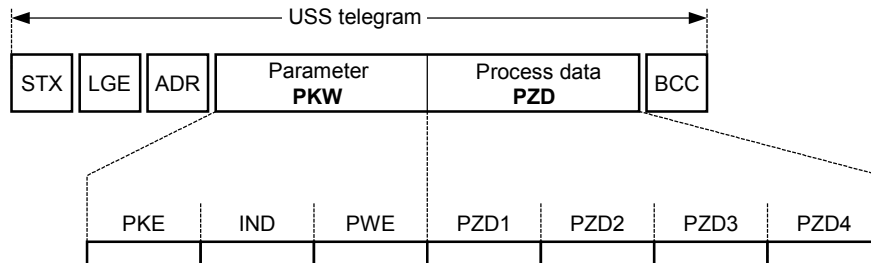 USS telegram
STX LGE ADR Parameter PKW Process data PZD BCC
PKE IND PWE PZD1 PZD2 PZD3 PZD4